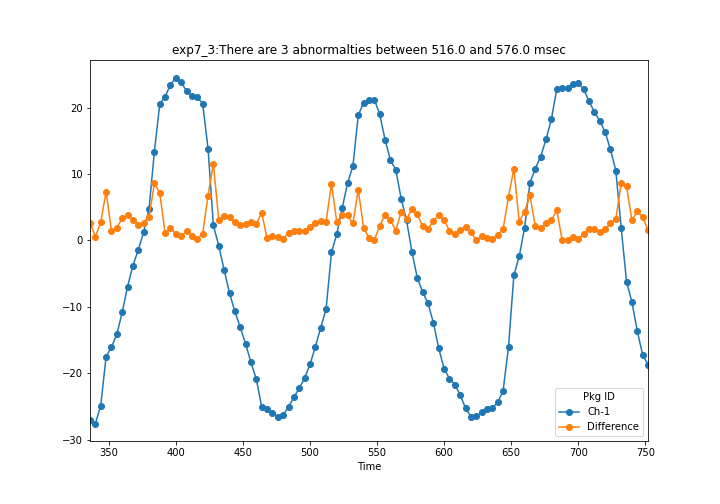 exp7_3:There are 3 abnormalties between 516.0 and 576.0 msec
20
10
0
−10
−20
−30
350 400 450 500 550 600 650 700 750
Time
Pkg ID
Ch-1
Difference